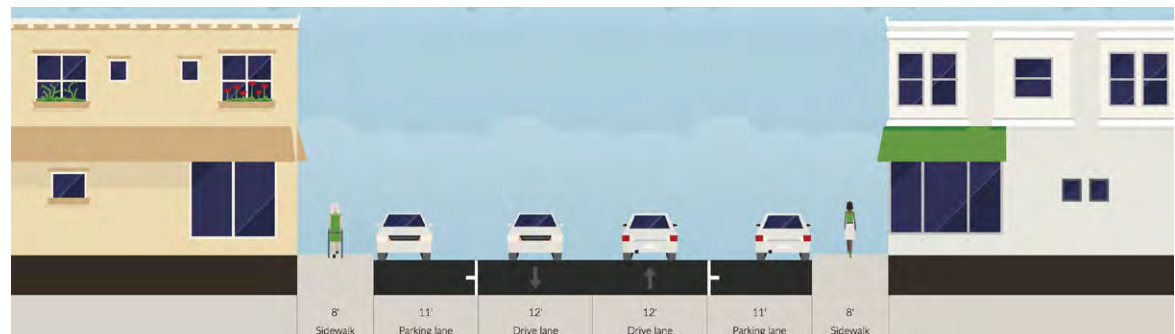 8' 11' 12' 12' 11' 8'
Sidewalk Parking lane Drive lane Drive lane Parking lane Sidewalk